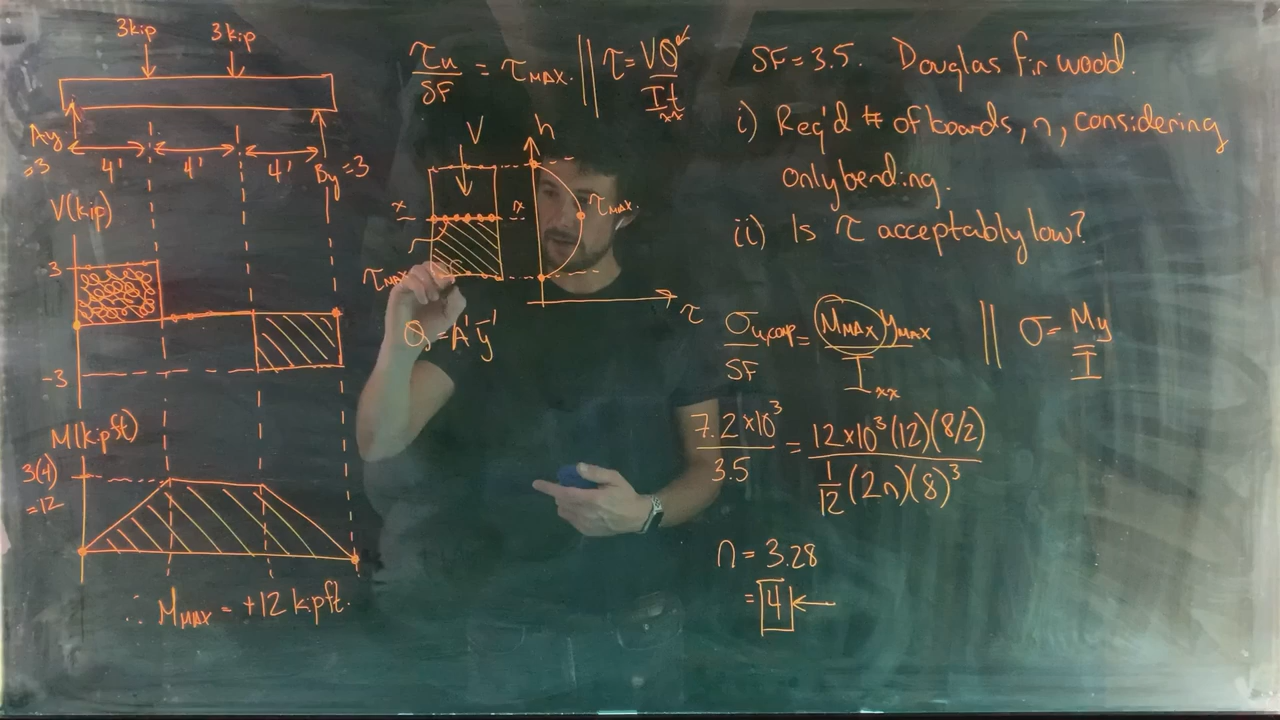 3kip 3kip
Ay =3
4' 4' 4'
By =3
V(kip)
3
-3
M(kipft)
3(4) =12
∴ M_MAX = +12 kipft.
τu/SF = τ_MAX. || τ = VQ/(I_xx t)
V h
x x
τ_MAX.
τ_MAX
τ
Q = A'ȳ'
SF = 3.5. Douglas fir wood.
i) Req'd # of boards, n, considering
only bending.
ii) Is τ acceptably low?
σ_u,comp/SF = M_MAX y_MAX/I_xx || σ = My/I
7.2×10³/3.5 = 12×10³(12)(8/2)/(1/12(2n)(8)³)
n = 3.28
= 4 ←